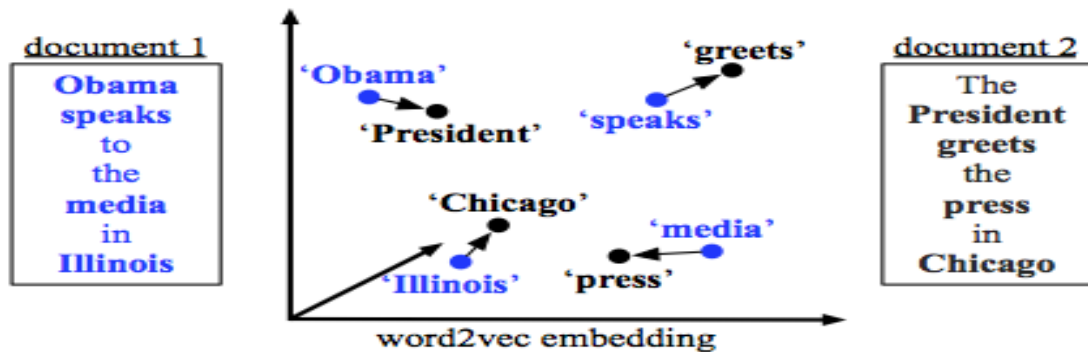 document 1
Obama
speaks
to
the
media
in
Illinois
‘Obama’
‘President’
‘greets’
‘speaks’
‘Chicago’
‘Illinois’
‘media’
‘press’
word2vec embedding
document 2
The
President
greets
the
press
in
Chicago